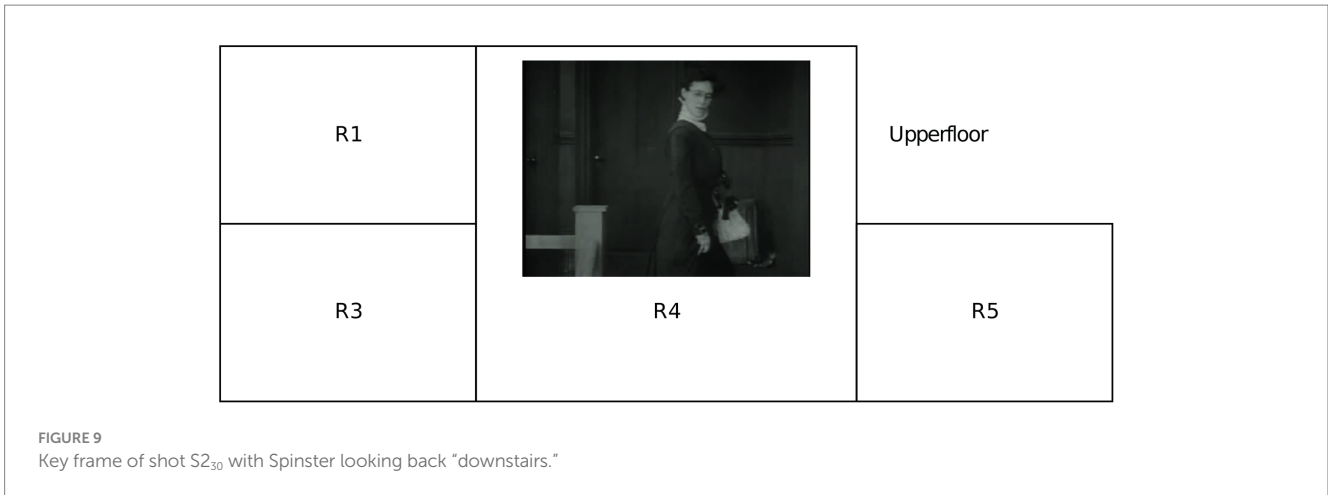 R1
Upperfloor
R3
R4
R5
FIGURE 9
Key frame of shot S2₃₀ with Spinster looking back “downstairs.”